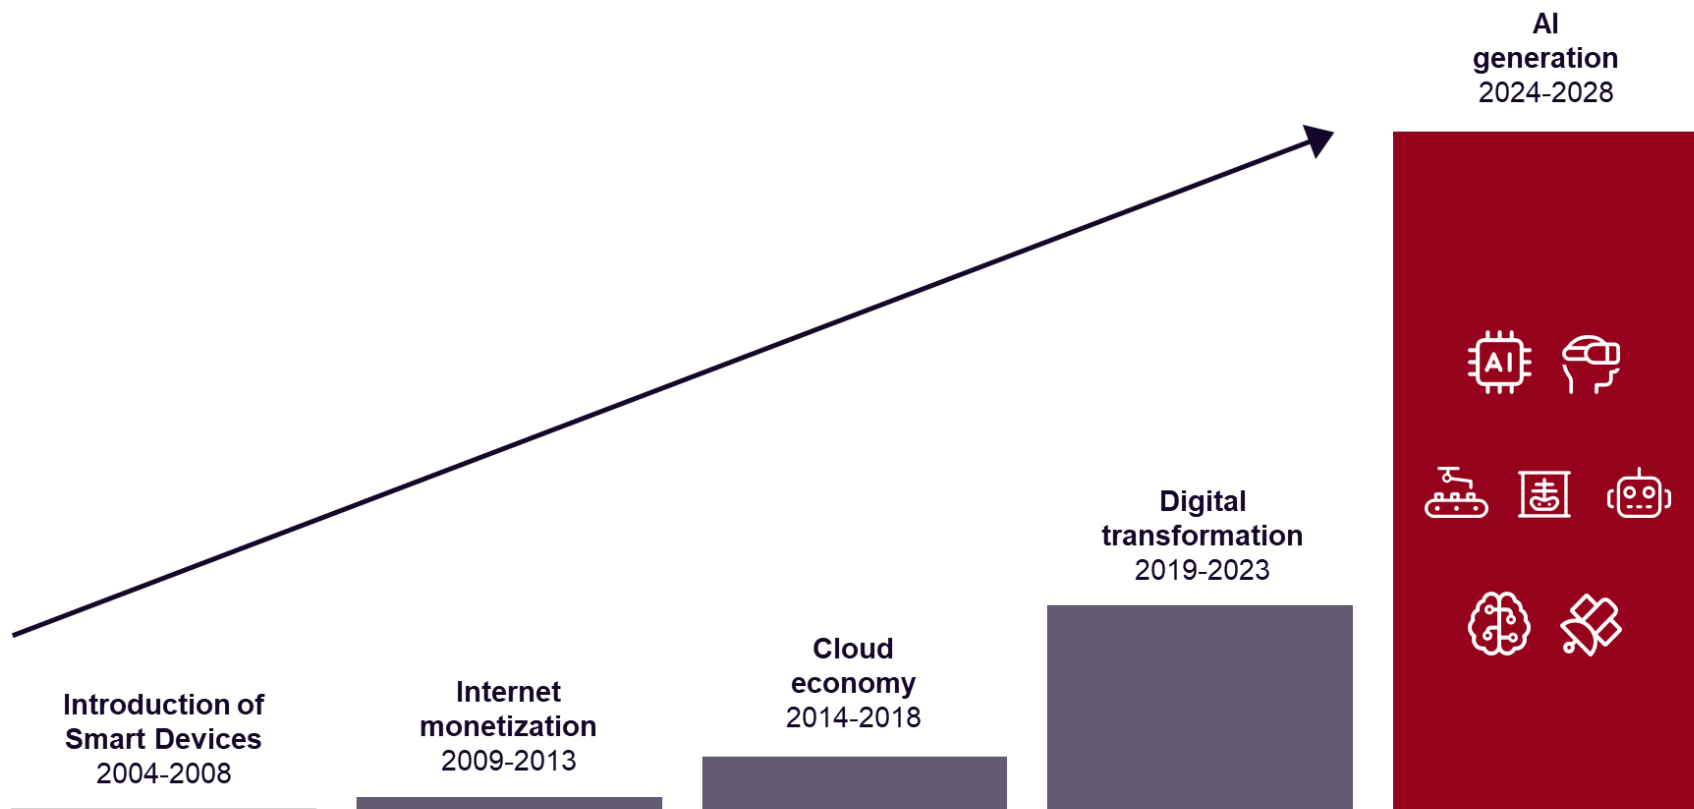 Introduction of
Smart Devices
2004-2008
Internet
monetization
2009-2013
Cloud
economy
2014-2018
Digital
transformation
2019-2023
AI
generation
2024-2028
AI